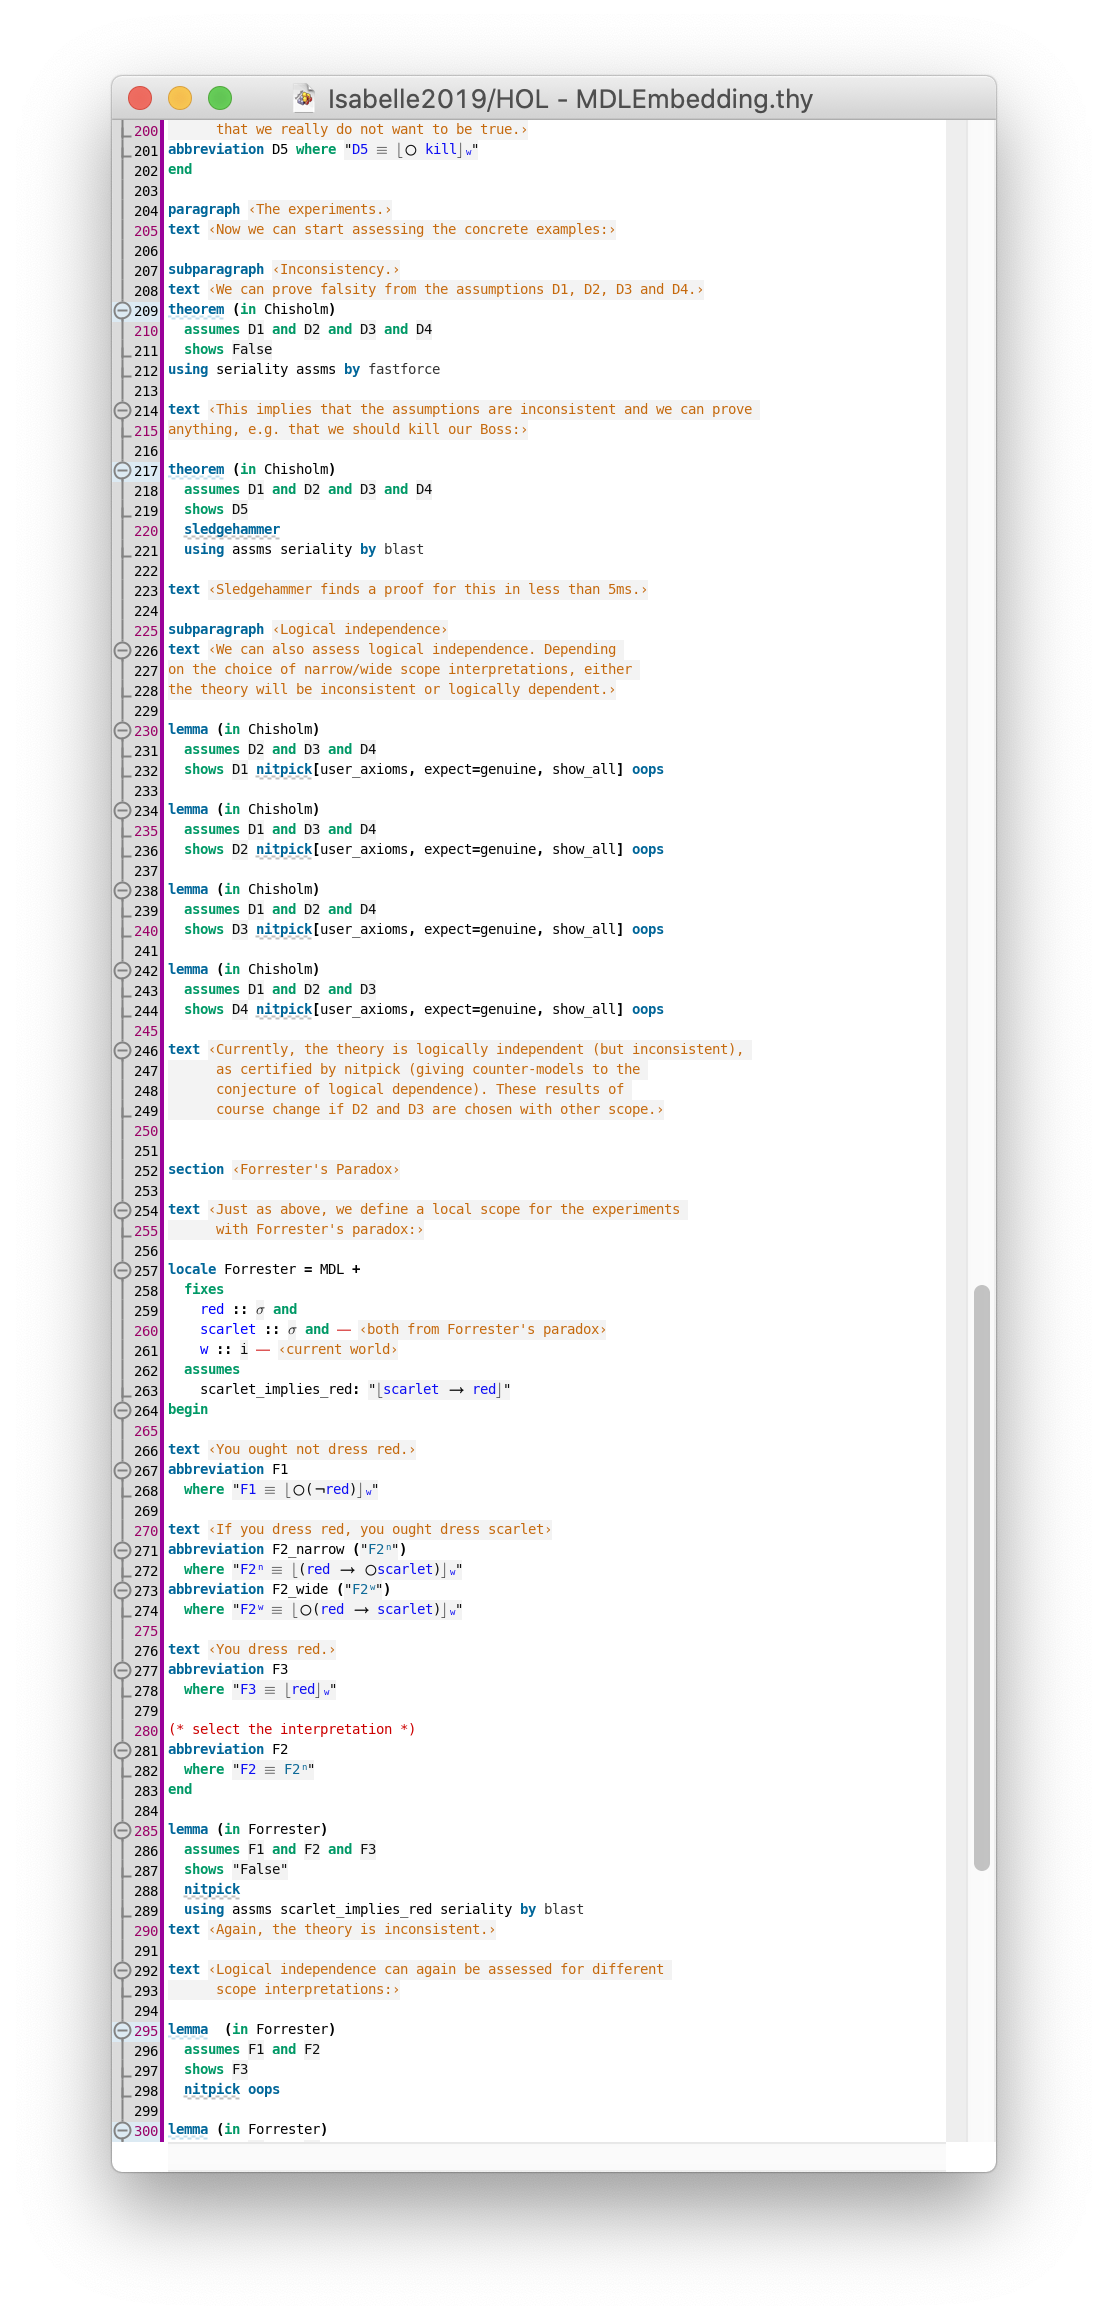 Isabelle2019/HOL - MDLEmbedding.thy
200 that we really do not want to be true.›
201 abbreviation D5 where "D5 ≡ ⌊○ kill⌋w"
202 end
203
204 paragraph ‹The experiments.›
205 text ‹Now we can start assessing the concrete examples:›
206
207 subparagraph ‹Inconsistency.›
208 text ‹We can prove falsity from the assumptions D1, D2, D3 and D4.›
209 theorem (in Chisholm)
210 assumes D1 and D2 and D3 and D4
211 shows False
212 using seriality assms by fastforce
213
214 text ‹This implies that the assumptions are inconsistent and we can prove
215 anything, e.g. that we should kill our Boss:›
216
217 theorem (in Chisholm)
218 assumes D1 and D2 and D3 and D4
219 shows D5
220 sledgehammer
221 using assms seriality by blast
222
223 text ‹Sledgehammer finds a proof for this in less than 5ms.›
224
225 subparagraph ‹Logical independence›
226 text ‹We can also assess logical independence. Depending
227 on the choice of narrow/wide scope interpretations, either
228 the theory will be inconsistent or logically dependent.›
229
230 lemma (in Chisholm)
231 assumes D2 and D3 and D4
232 shows D1 nitpick[user_axioms, expect=genuine, show_all] oops
233
234 lemma (in Chisholm)
235 assumes D1 and D3 and D4
236 shows D2 nitpick[user_axioms, expect=genuine, show_all] oops
237
238 lemma (in Chisholm)
239 assumes D1 and D2 and D4
240 shows D3 nitpick[user_axioms, expect=genuine, show_all] oops
241
242 lemma (in Chisholm)
243 assumes D1 and D2 and D3
244 shows D4 nitpick[user_axioms, expect=genuine, show_all] oops
245
246 text ‹Currently, the theory is logically independent (but inconsistent),
247 as certified by nitpick (giving counter-models to the
248 conjecture of logical dependence). These results of
249 course change if D2 and D3 are chosen with other scope.›
250
251
252 section ‹Forrester's Paradox›
253
254 text ‹Just as above, we define a local scope for the experiments
255 with Forrester's paradox:›
256
257 locale Forrester = MDL +
258 fixes
259 red :: σ and
260 scarlet :: σ and — ‹both from Forrester's paradox›
261 w :: i — ‹current world›
262 assumes
263 scarlet_implies_red: "⌊scarlet ⟶ red⌋"
264 begin
265
266 text ‹You ought not dress red.›
267 abbreviation F1
268 where "F1 ≡ ⌊○(¬red)⌋w"
269
270 text ‹If you dress red, you ought dress scarlet›
271 abbreviation F2_narrow ("F2ⁿ")
272 where "F2ⁿ ≡ ⌊(red ⟶ ○scarlet)⌋w"
273 abbreviation F2_wide ("F2ʷ")
274 where "F2ʷ ≡ ⌊○(red ⟶ scarlet)⌋w"
275
276 text ‹You dress red.›
277 abbreviation F3
278 where "F3 ≡ ⌊red⌋w"
279
280 (* select the interpretation *)
281 abbreviation F2
282 where "F2 ≡ F2ⁿ"
283 end
284
285 lemma (in Forrester)
286 assumes F1 and F2 and F3
287 shows "False"
288 nitpick
289 using assms scarlet_implies_red seriality by blast
290 text ‹Again, the theory is inconsistent.›
291
292 text ‹Logical independence can again be assessed for different
293 scope interpretations:›
294
295 lemma (in Forrester)
296 assumes F1 and F2
297 shows F3
298 nitpick oops
299
300 lemma (in Forrester)